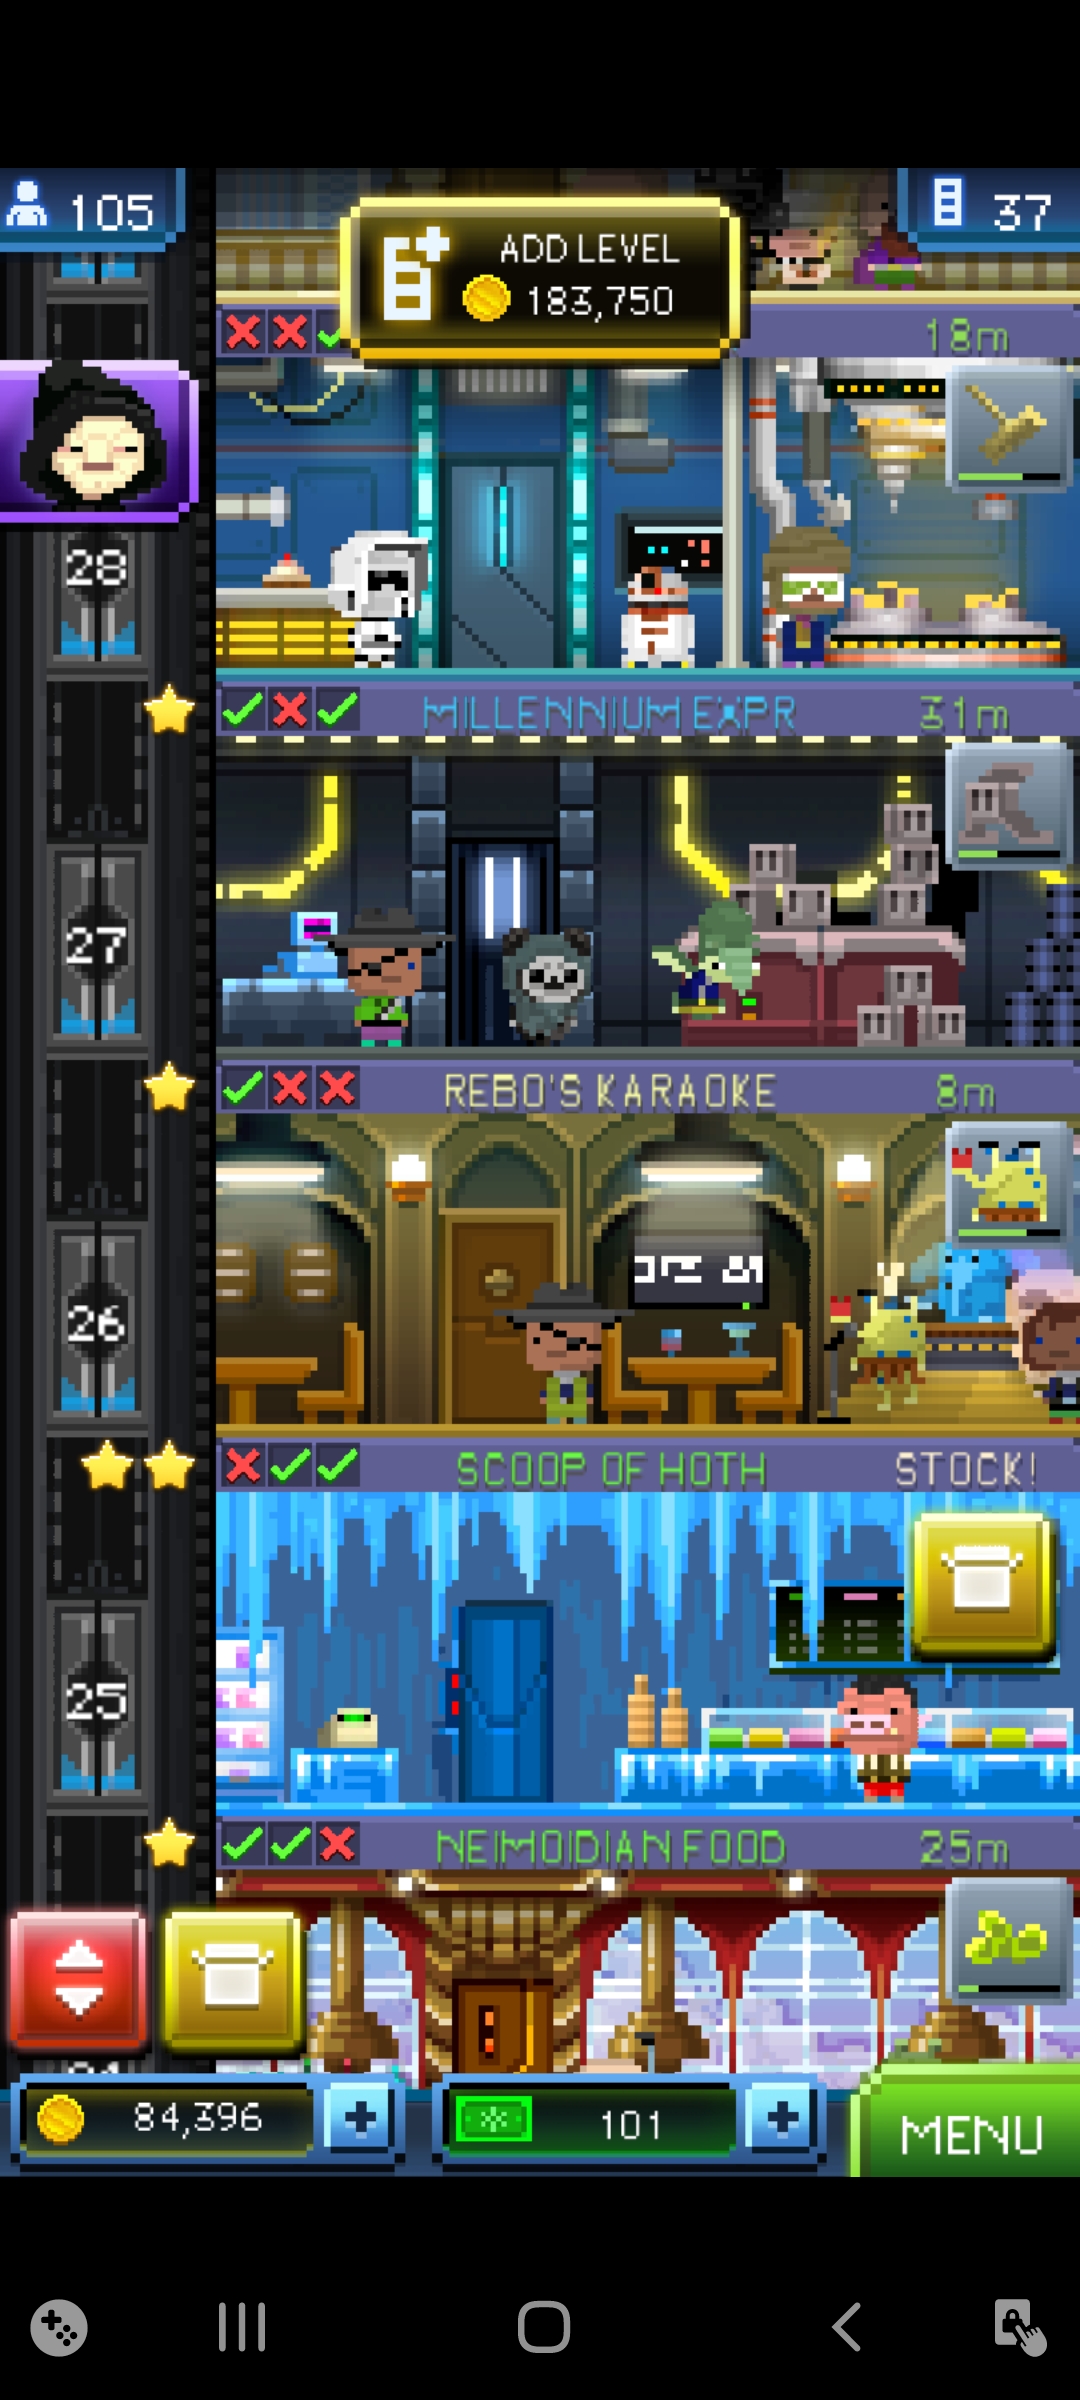 105
37
ADD LEVEL
183,750
18m
28
MILLENNIUM EXPR
31m
27
REBO'S KARAOKE
8m
26
SCOOP OF HOTH
STOCK!
25
NEIMOIDIAN FOOD
25m
84,396
101
MENU